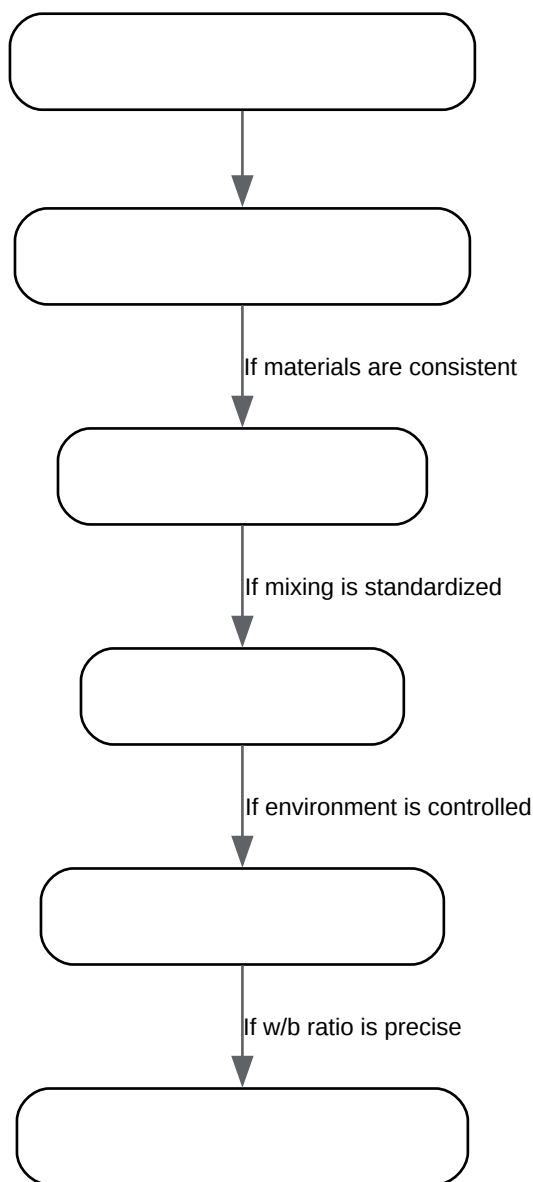 If materials are consistent
If mixing is standardized
If environment is controlled
If w/b ratio is precise